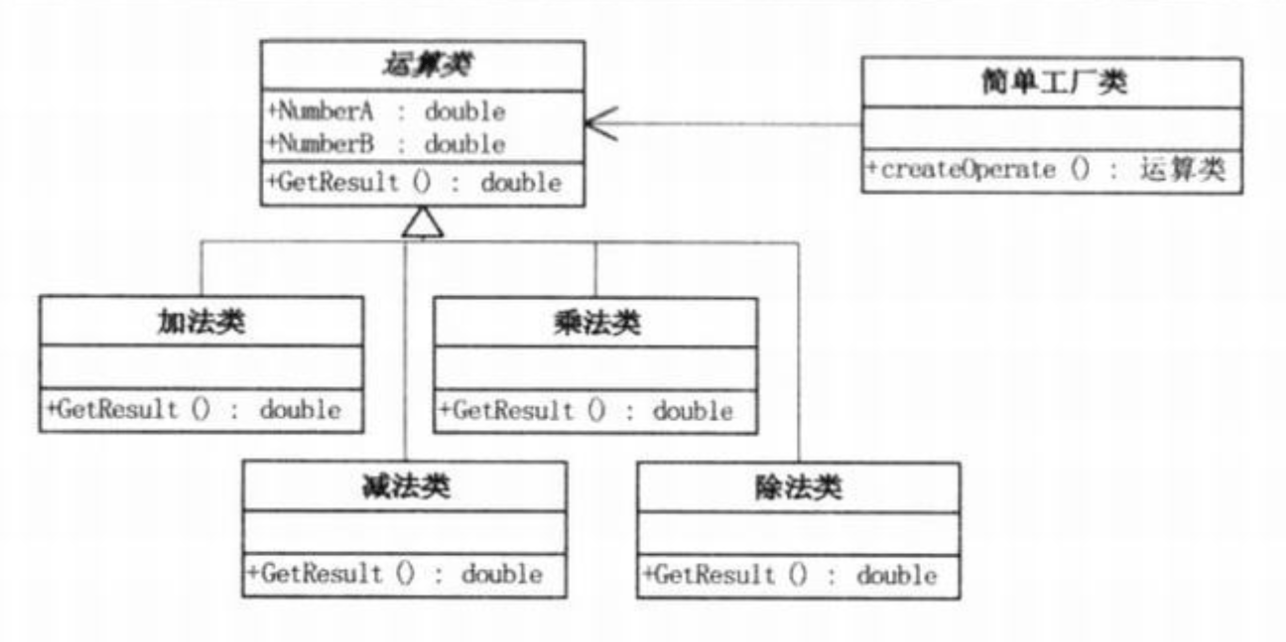 运算类
+NumberA : double
+NumberB : double
+GetResult () : double
简单工厂类
+createOperate () : 运算类
加法类
+GetResult () : double
乘法类
+GetResult () : double
减法类
+GetResult () : double
除法类
+GetResult () : double